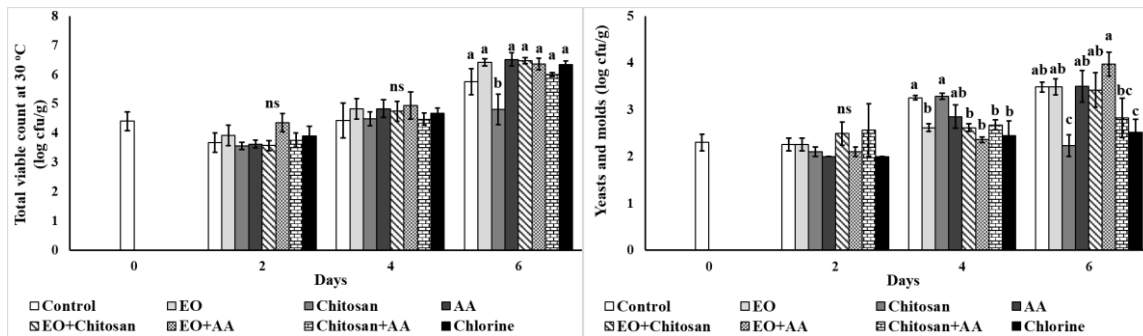 Total viable count at 30 °C
(log cfu/g)
8
7
6
5
4
3
2
1
0
ns
ns
a
a
b
a
a
a
a
a
0
2
4
6
Days
Control
EO
Chitosan
AA
EO+Chitosan
EO+AA
Chitosan+AA
Chlorine
Yeasts and molds (log cfu/g)
5
4
3
2
1
0
ns
a
b
a
ab
b
b
b
b
ab
ab
c
ab
ab
a
bc
c
0
2
4
6
Days
Control
EO
Chitosan
AA
EO+Chitosan
EO+AA
Chitosan+AA
Chlorine